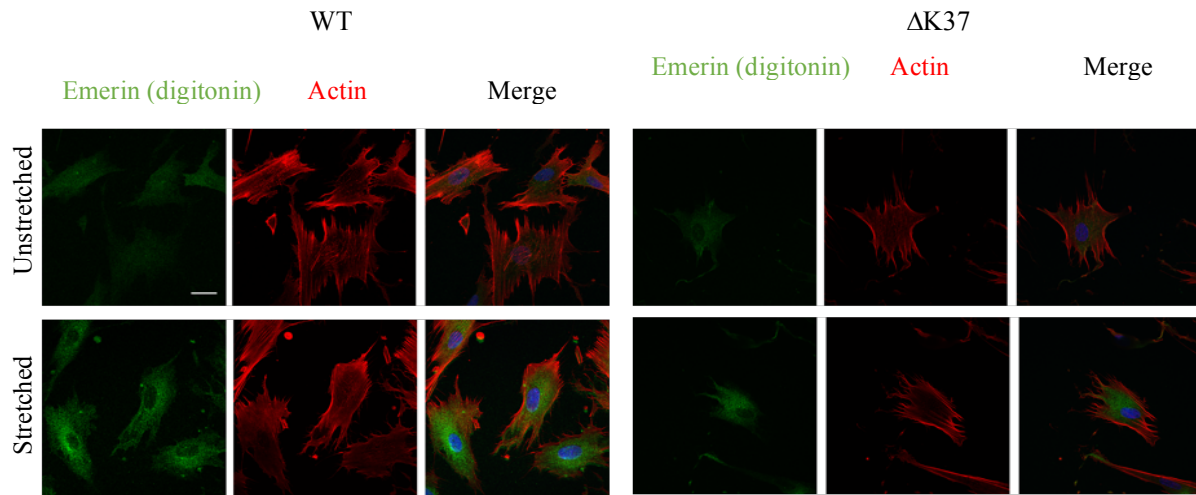 WT
ΔK37
Emerin (digitonin) Actin Merge
Emerin (digitonin) Actin Merge
Unstretched
Stretched